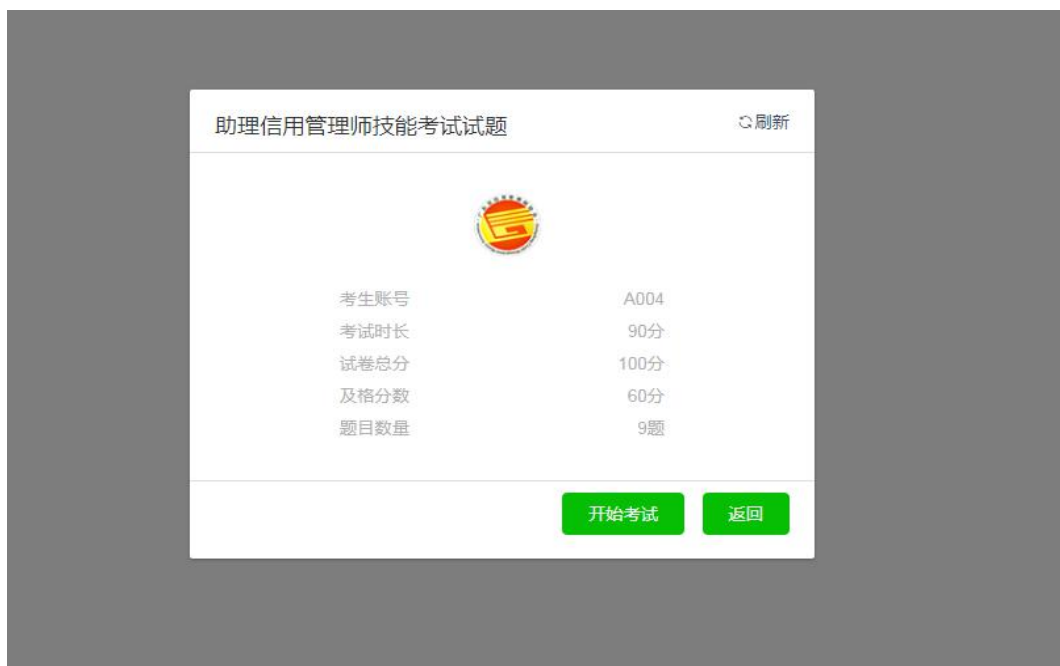 助理信用管理师技能考试试题 刷新
考生账号 A004
考试时长 90分
试卷总分 100分
及格分数 60分
题目数量 9题
开始考试 返回